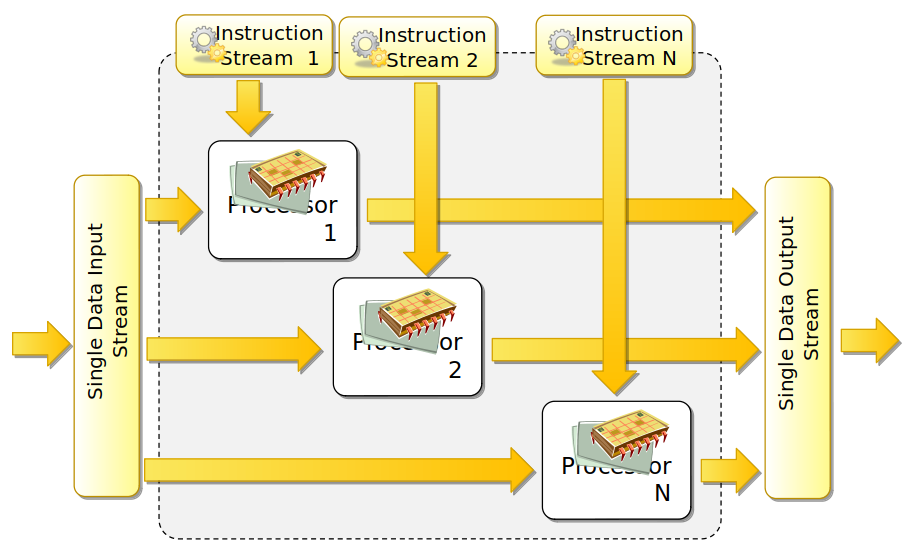 Instruction
Stream 1
Instruction
Stream 2
Instruction
Stream N
Single Data Input
Stream
Processor
1
Processor
2
Processor
N
Single Data Output
Stream